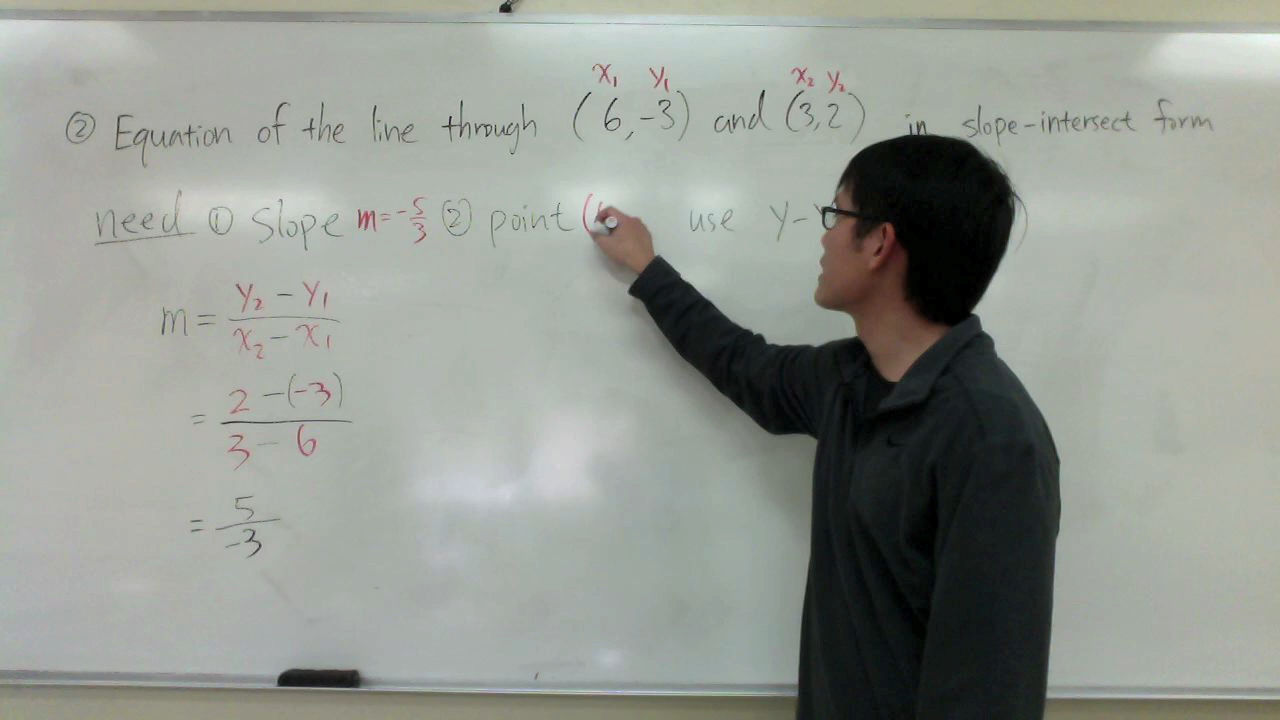 x₁ y₁ x₂ y₂
② Equation of the line through (6,-3) and (3,2) in slope-intersect form
need ① slope m=-5/3 ② point ( use y-
m = (y₂ - y₁)/(x₂ - x₁)
= (2 -(-3))/(3 - 6)
= 5/-3